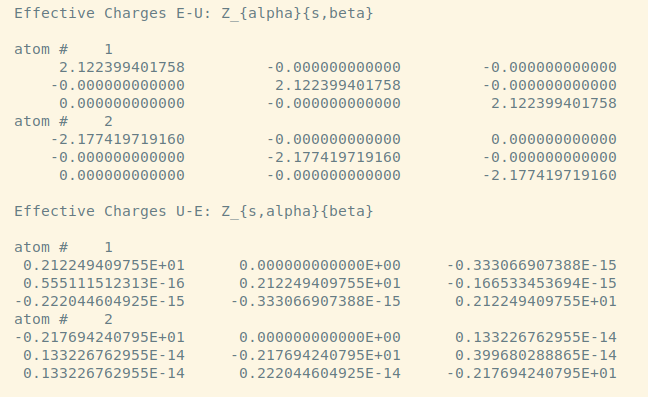 Effective Charges E-U: Z_{alpha}{s,beta}
atom # 1
2.122399401758 -0.000000000000 -0.000000000000
-0.000000000000 2.122399401758 -0.000000000000
0.000000000000 -0.000000000000 2.122399401758
atom # 2
-2.177419719160 -0.000000000000 0.000000000000
-0.000000000000 -2.177419719160 -0.000000000000
0.000000000000 -0.000000000000 -2.177419719160
Effective Charges U-E: Z_{s,alpha}{beta}
atom # 1
0.212249409755E+01 0.000000000000E+00 -0.333066907388E-15
0.555111512313E-16 0.212249409755E+01 -0.166533453694E-15
-0.222044604925E-15 -0.333066907388E-15 0.212249409755E+01
atom # 2
-0.217694240795E+01 0.000000000000E+00 0.133226762955E-14
0.133226762955E-14 -0.217694240795E+01 0.399680288865E-14
0.133226762955E-14 0.222044604925E-14 -0.217694240795E+01